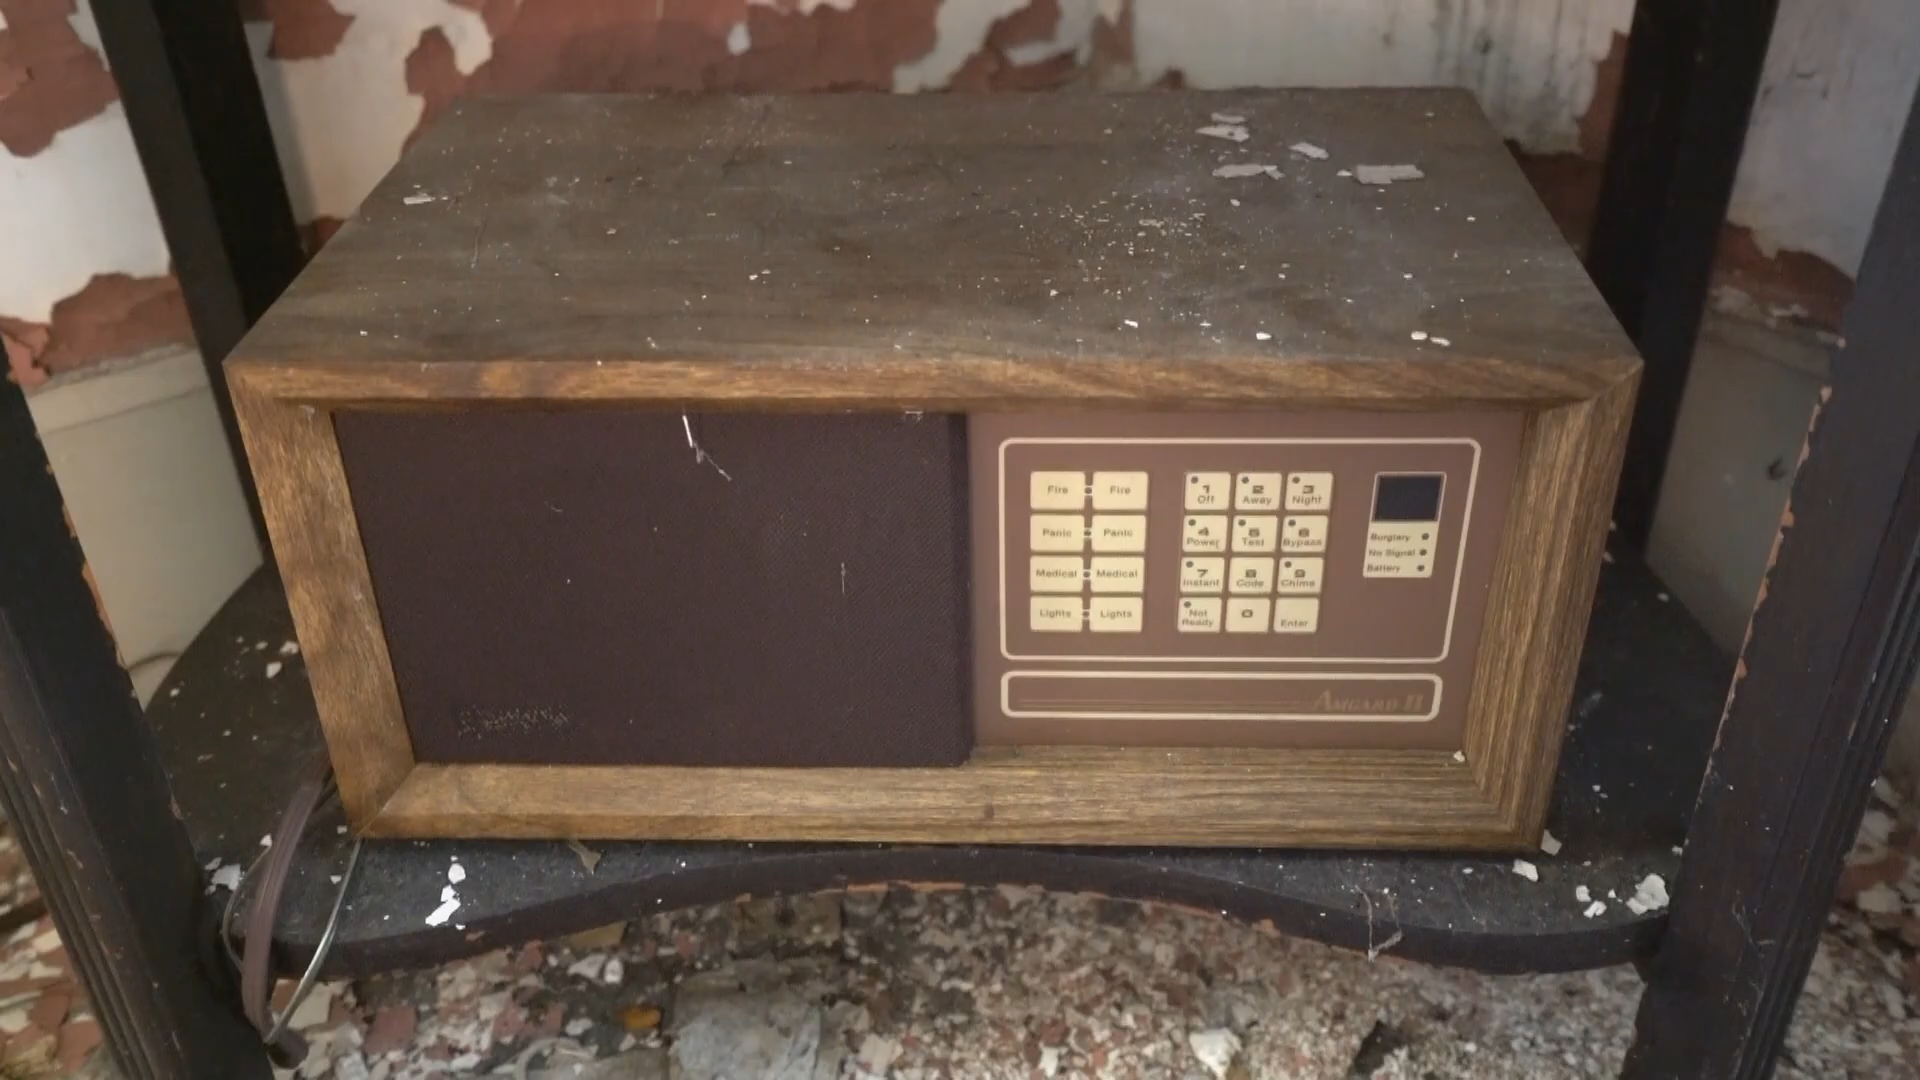 Fire Fire
Panic Panic
Medical Medical
Lights Lights
1 Off
2 Away
3 Night
4 Power
5 Test
6 Bypass
7 Instant
8 Code
9 Chime
Not Ready
0
Enter
Burglary
No Signal
Battery
AMGARD II